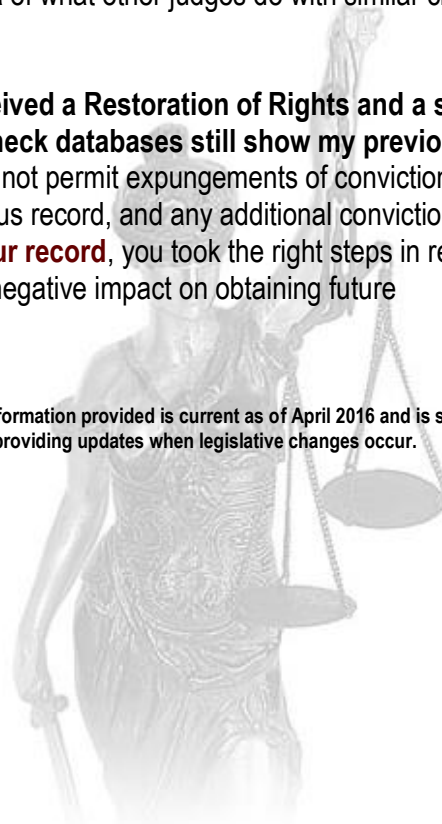 of what other judges do with similar
eived a Restoration of Rights and a s
neck databases still show my previo
not permit expungements of conviction
us record, and any additional convictio
ur record, you took the right steps in re
negative impact on obtaining future
formation provided is current as of April 2016 and is s
providing updates when legislative changes occur.